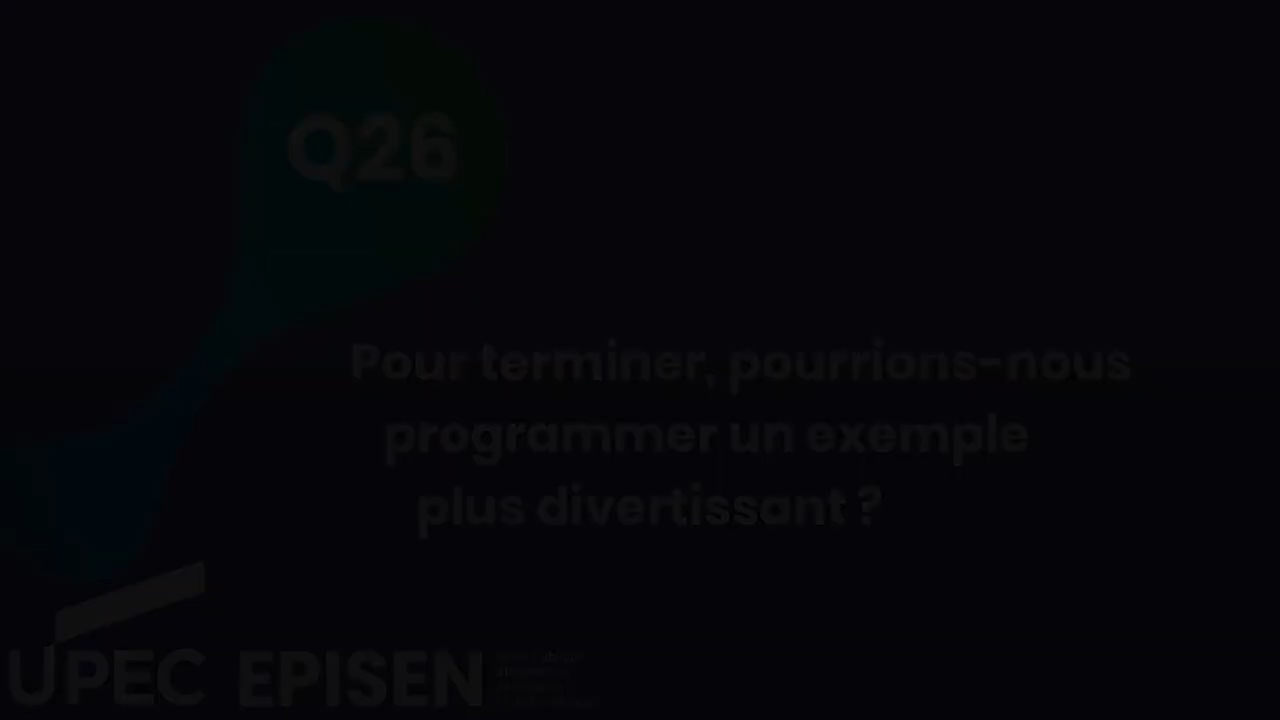 Q26
Pour terminer, pourrions-nous
programmer un exemple
plus divertissant ?
UPEC EPISEN